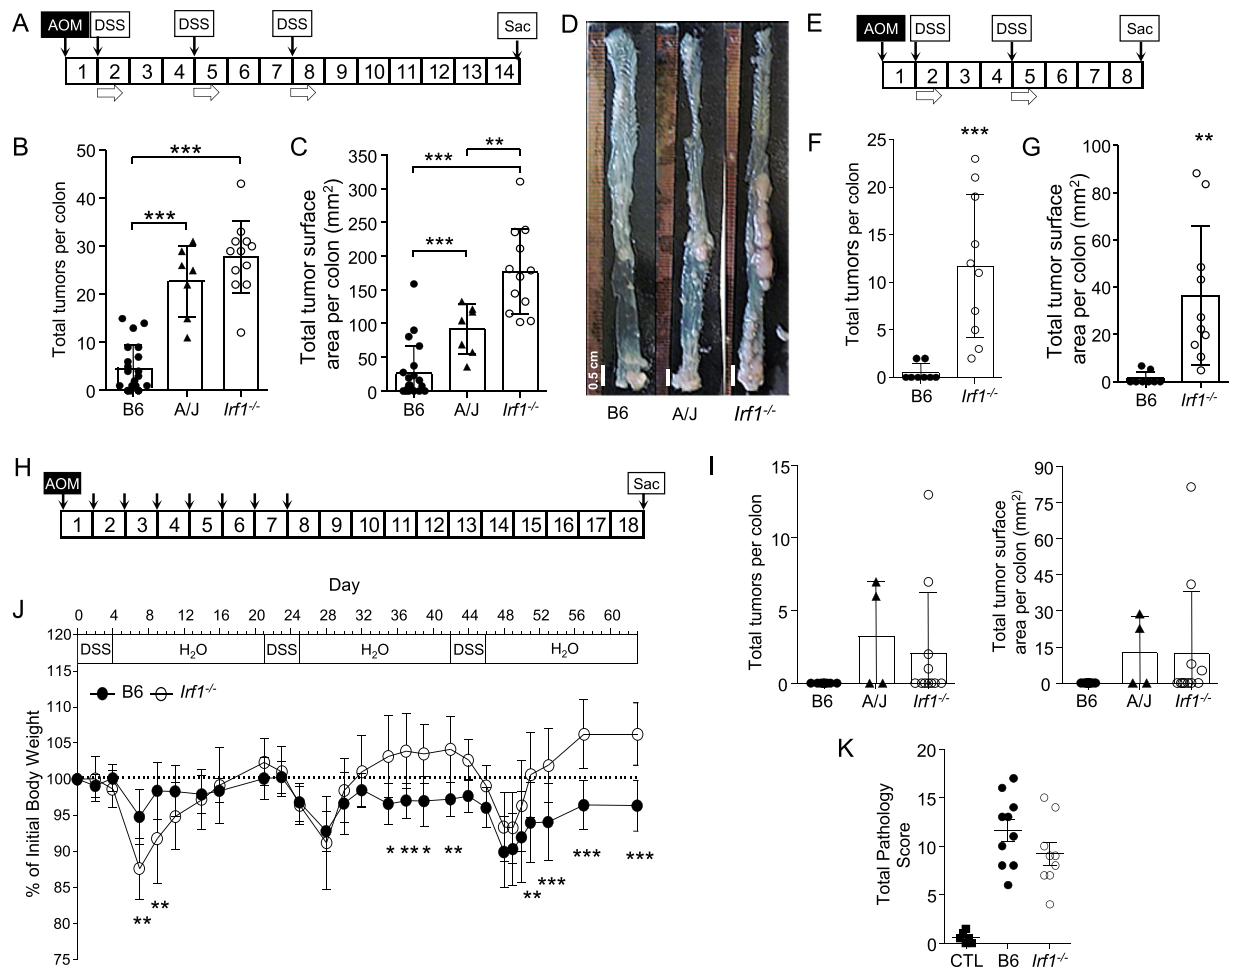 A
AOM
DSS
DSS
DSS
Sac
1 2 3 4 5 6 7 8 9 10 11 12 13 14
B
Total tumors per colon
50
40
30
20
10
0
***
***
B6 A/J Irf1-/-
C
Total tumor surface
area per colon (mm2)
350
300
250
200
150
100
50
0
***
**
***
B6 A/J Irf1-/-
D
0.5 cm
B6 A/J Irf1-/-
E
AOM
DSS
DSS
Sac
1 2 3 4 5 6 7 8
F
Total tumors per colon
25
20
15
10
5
0
***
B6 Irf1-/-
G
Total tumor surface
area per colon (mm2)
100
80
60
40
20
0
**
B6 Irf1-/-
H
AOM
Sac
1 2 3 4 5 6 7 8 9 10 11 12 13 14 15 16 17 18
I
Total tumors per colon
15
10
5
0
B6 A/J Irf1-/-
Total tumor surface
area per colon (mm2)
90
75
60
45
30
15
0
B6 A/J Irf1-/-
J
Day
0 4 8 12 16 20 24 28 32 36 40 44 48 52 56 60
DSS H2O DSS H2O DSS H2O
% of Initial Body Weight
120
115
110
105
100
95
90
85
80
75
B6 Irf1-/-
* ** * ** *** ***
** ***
** **
K
Total Pathology
Score
20
15
10
5
0
CTL B6 Irf1-/-